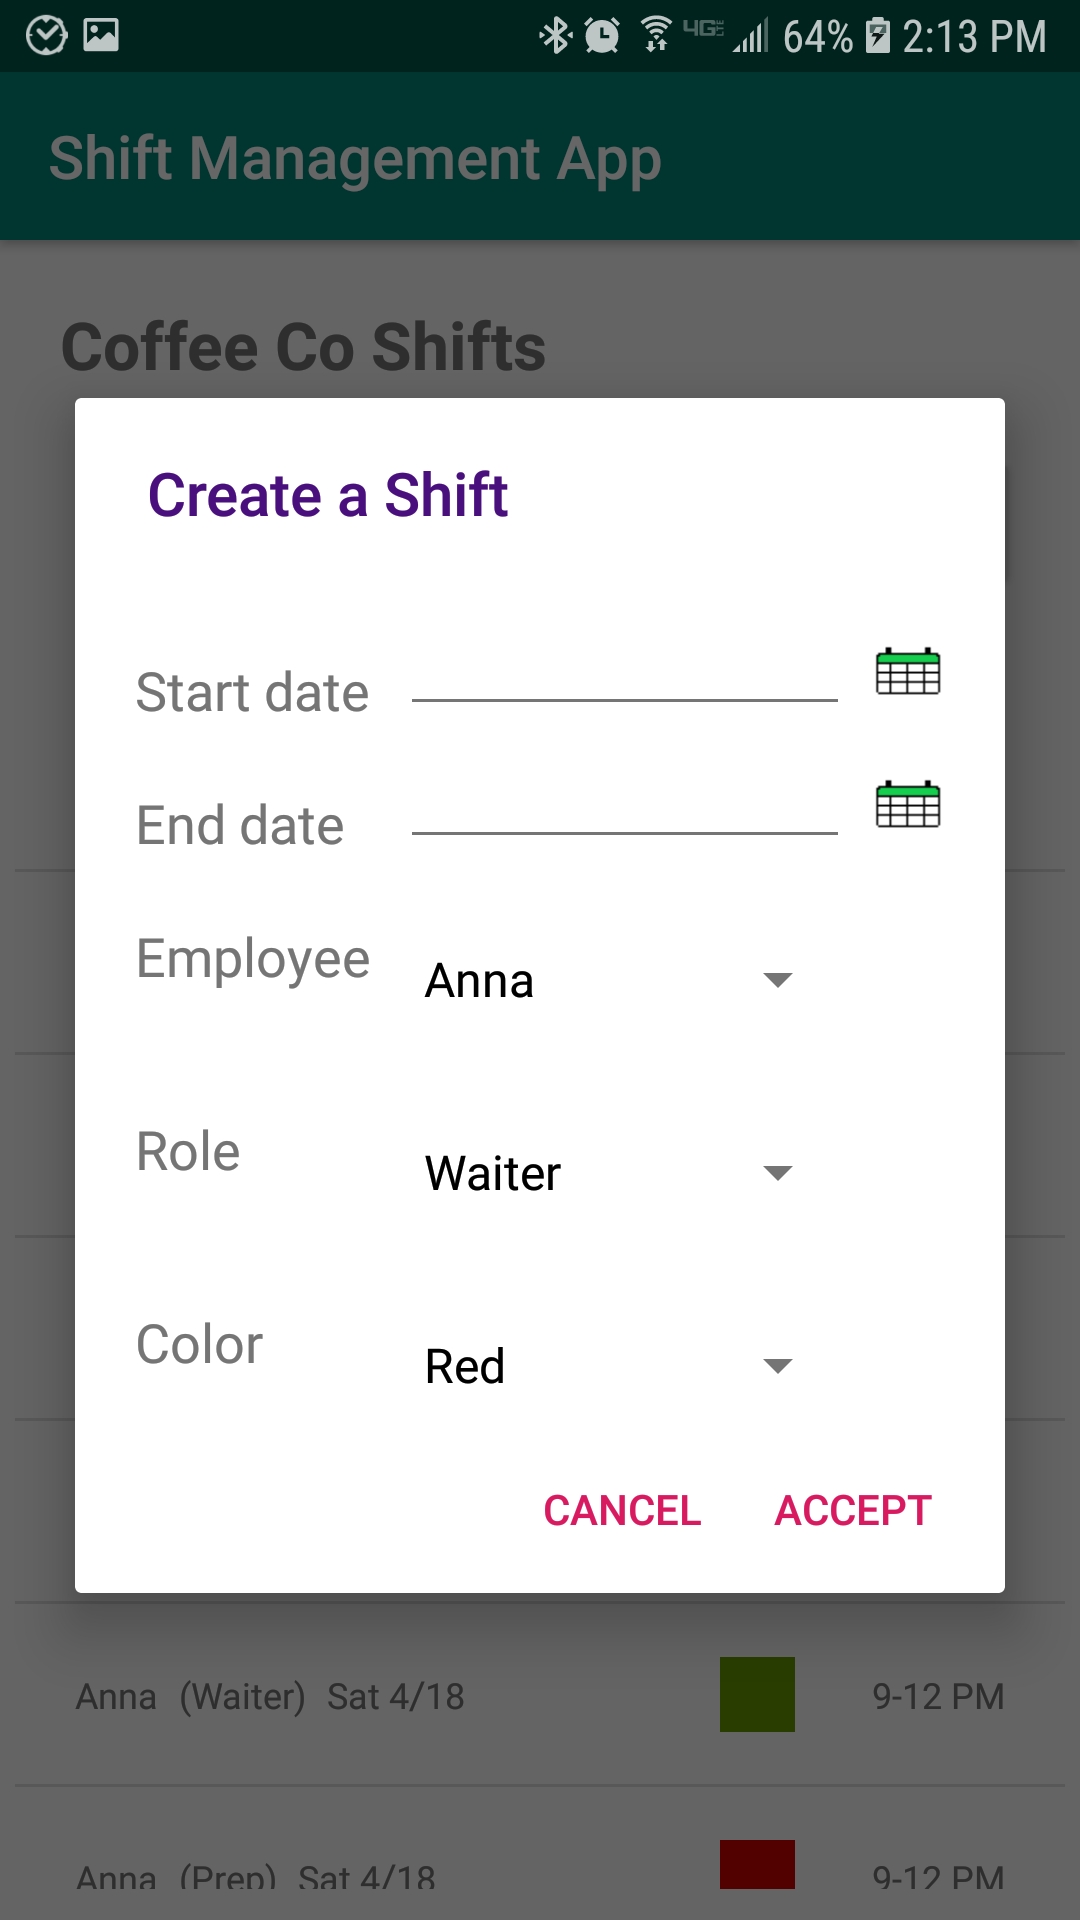 4G LTE 64% 2:13 PM
Shift Management App
Coffee Co Shifts
Create a Shift
Start date
End date
Employee Anna
Role Waiter
Color Red
CANCEL ACCEPT
Anna (Waiter) Sat 4/18 9-12 PM
Anna (Prep) Sat 4/18 9-12 PM